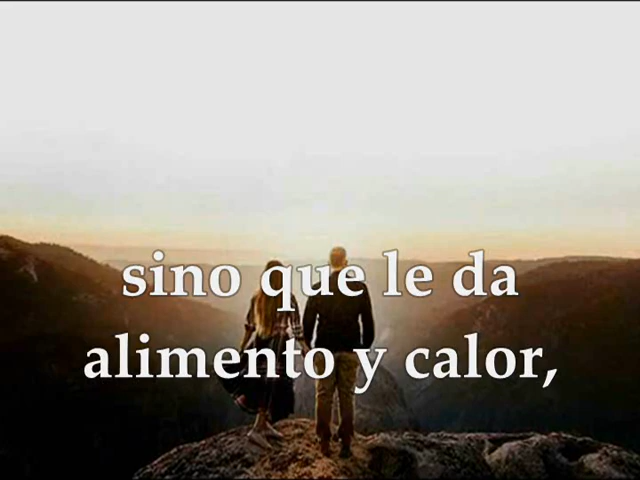 sino que le da
alimento y calor,